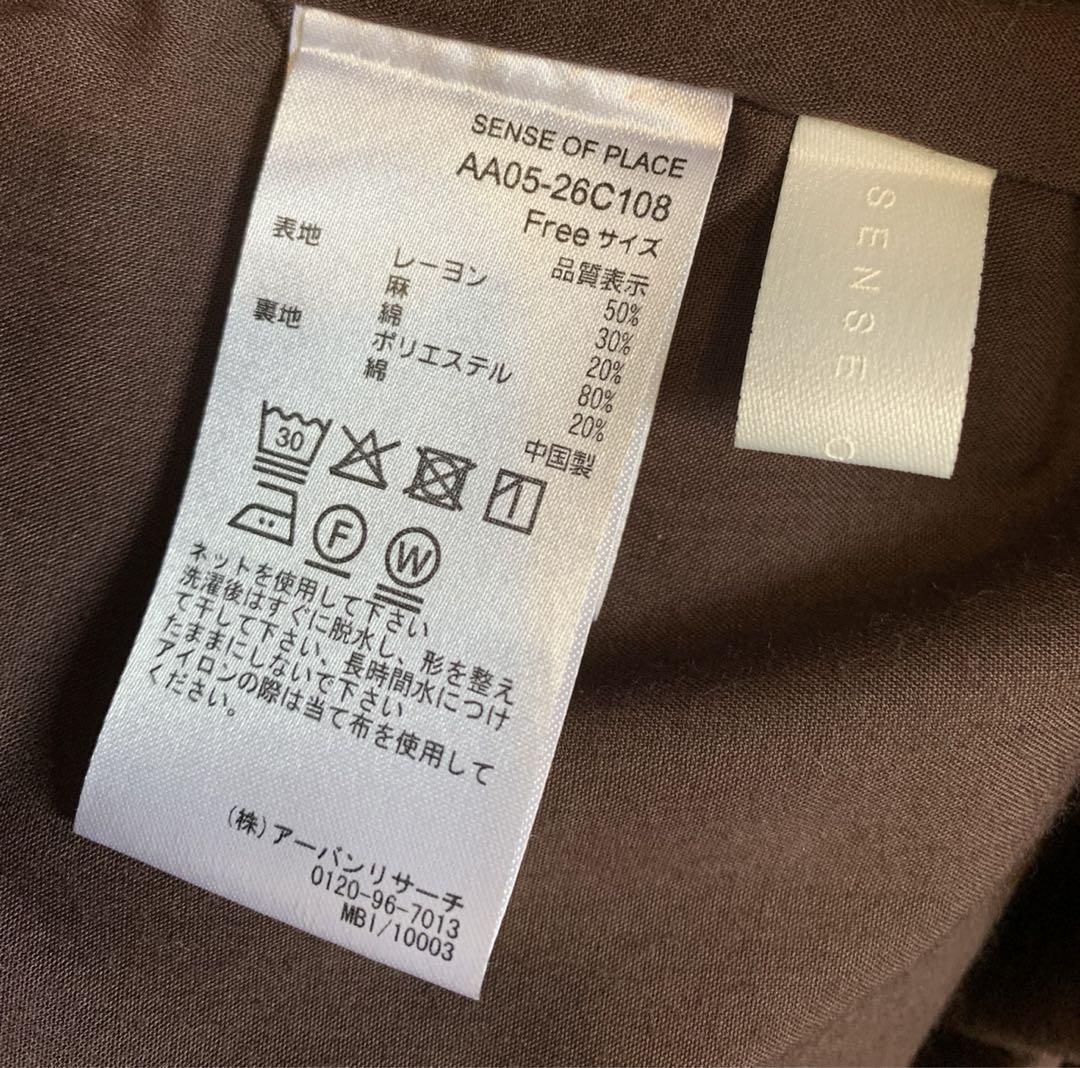 SENSE OF PLACE
AA05-26C108
Free サイズ
品質表示
表地 レーヨン 50%
麻 30%
綿 20%
裏地 ポリエステル 80%
綿 20%
中国製
30
F W
ネットを使用して下さい
洗濯後はすぐに脱水し、形を整え
て干して下さい、長時間水につけ
たままにしないで下さい
アイロンの際は当て布を使用して
ください。
(株)アーバンリサーチ
0120-96-7013
MBI/10003
SENSE O